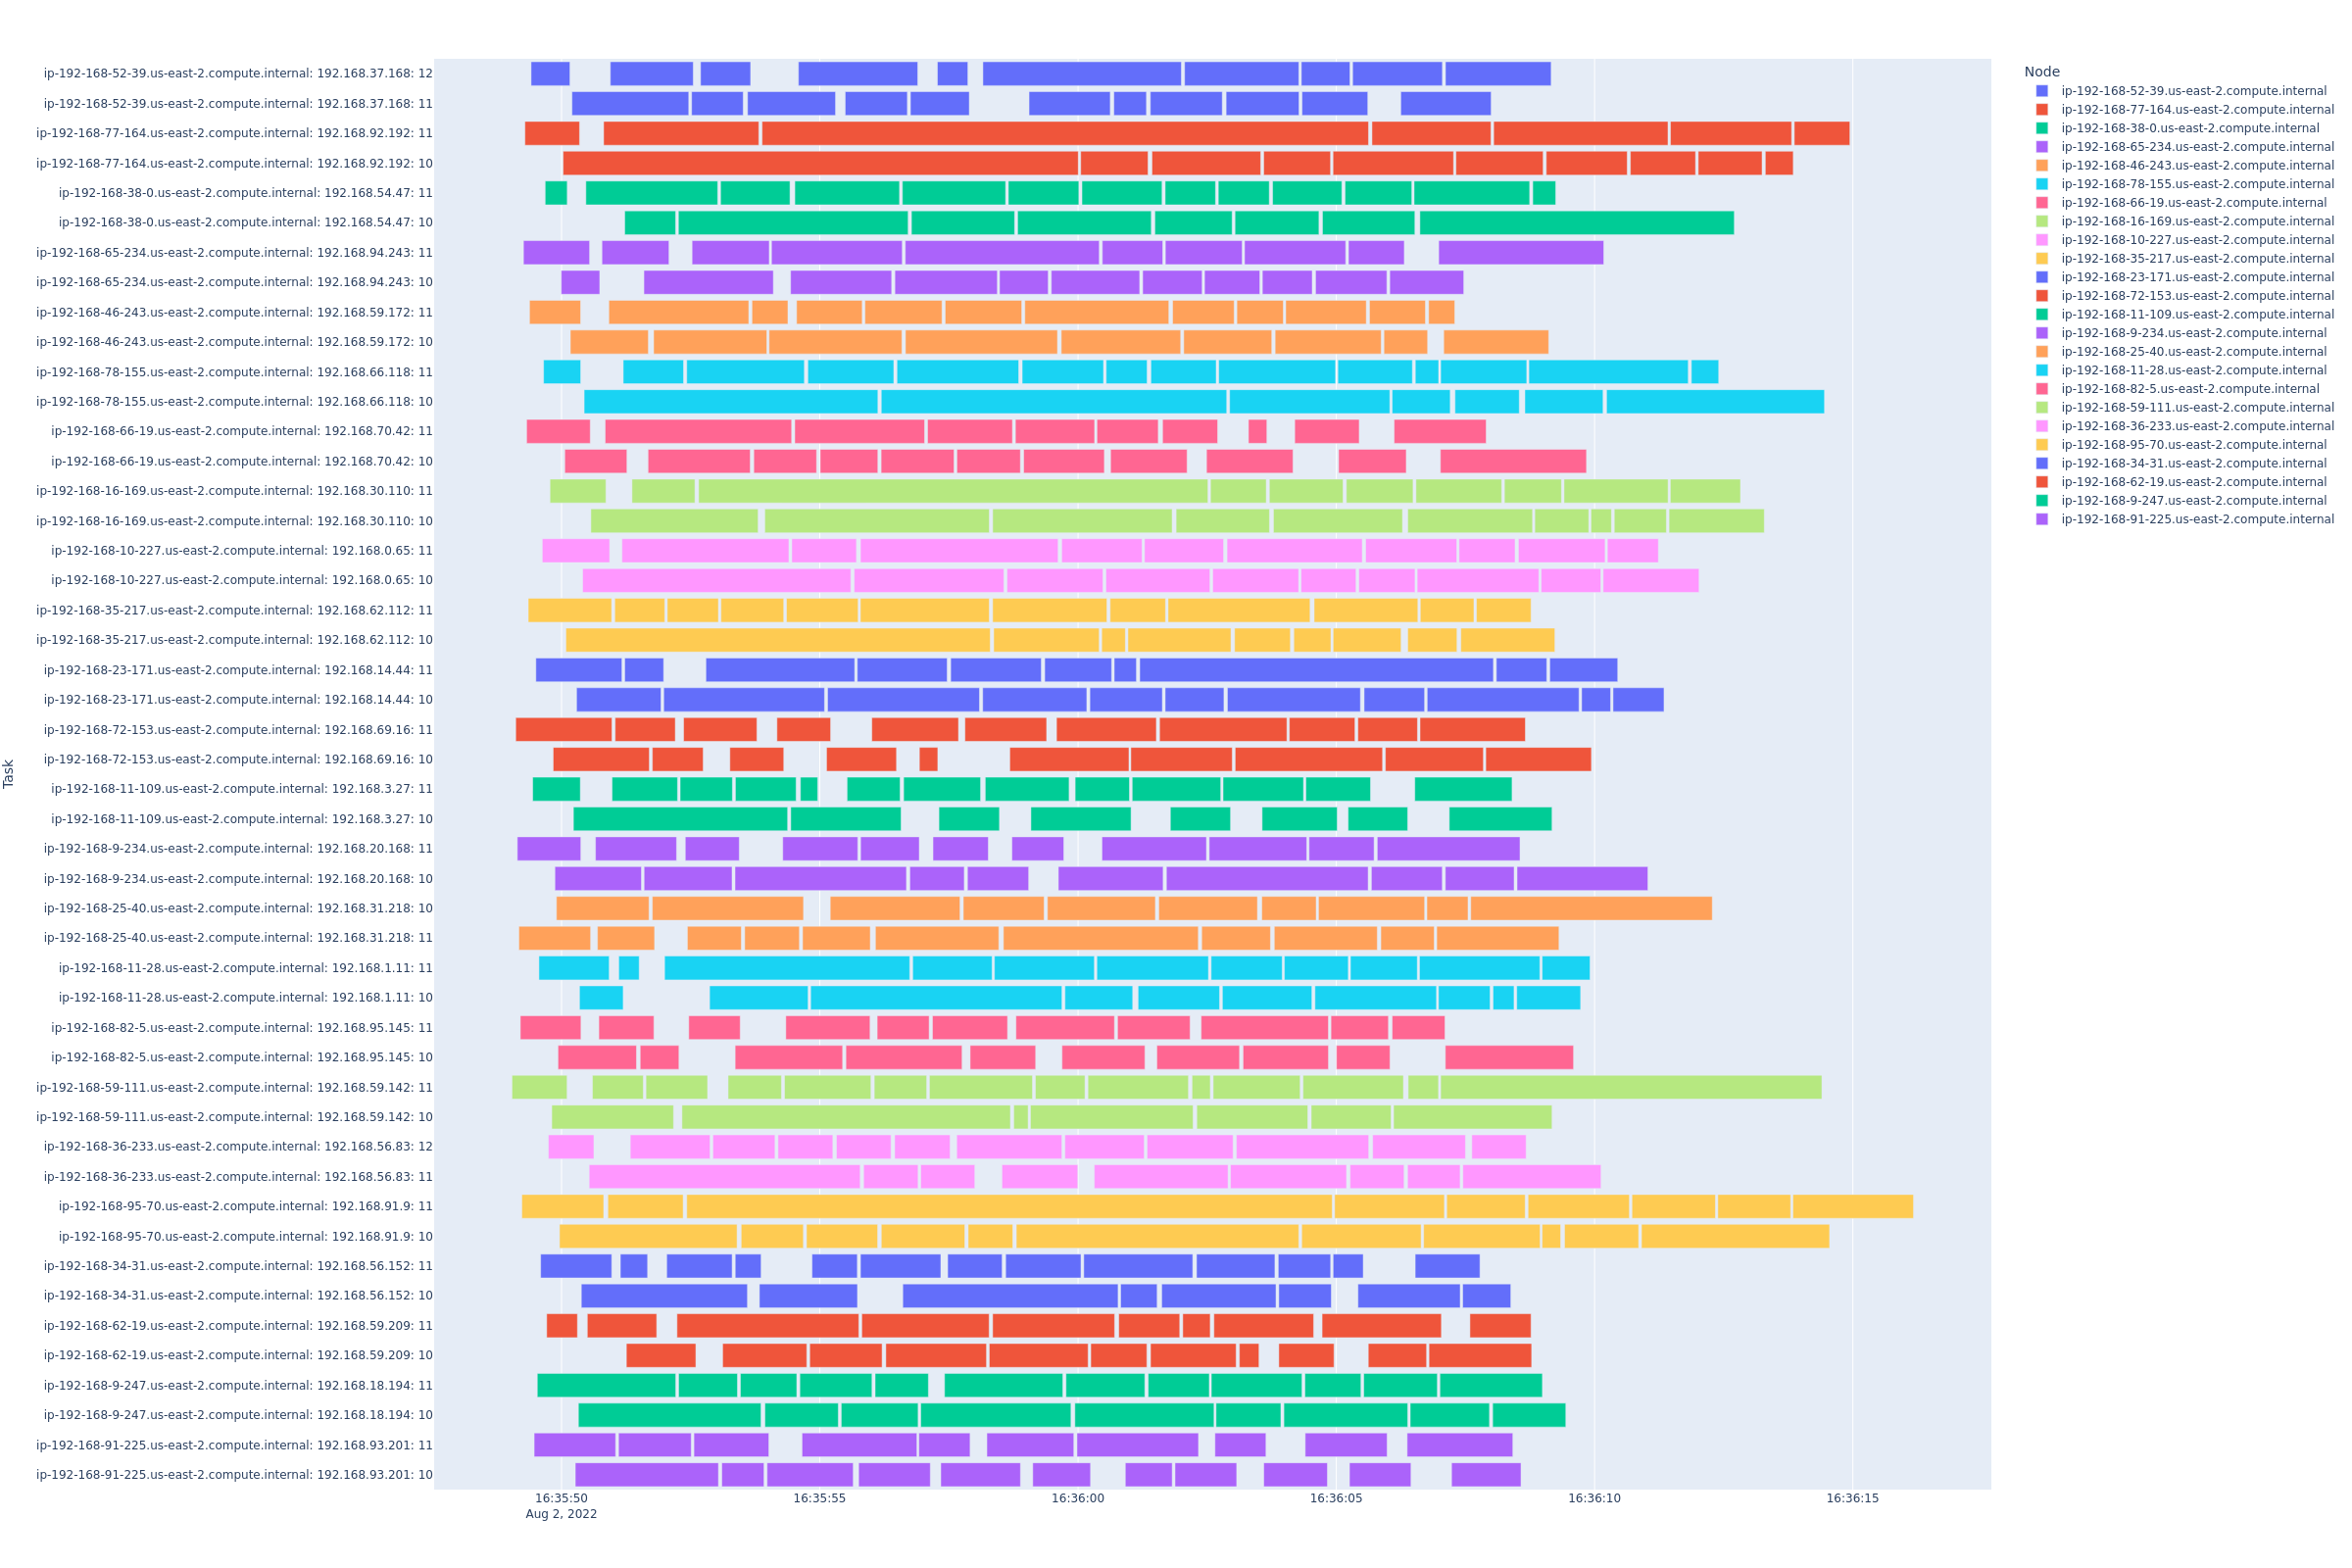 ip-192-168-52-39.us-east-2.compute.internal: 192.168.37.168: 12
ip-192-168-52-39.us-east-2.compute.internal: 192.168.37.168: 11
ip-192-168-77-164.us-east-2.compute.internal: 192.168.92.192: 11
ip-192-168-77-164.us-east-2.compute.internal: 192.168.92.192: 10
ip-192-168-38-0.us-east-2.compute.internal: 192.168.54.47: 11
ip-192-168-38-0.us-east-2.compute.internal: 192.168.54.47: 10
ip-192-168-65-234.us-east-2.compute.internal: 192.168.94.243: 11
ip-192-168-65-234.us-east-2.compute.internal: 192.168.94.243: 10
ip-192-168-46-243.us-east-2.compute.internal: 192.168.59.172: 11
ip-192-168-46-243.us-east-2.compute.internal: 192.168.59.172: 10
ip-192-168-78-155.us-east-2.compute.internal: 192.168.66.118: 11
ip-192-168-78-155.us-east-2.compute.internal: 192.168.66.118: 10
ip-192-168-66-19.us-east-2.compute.internal: 192.168.70.42: 11
ip-192-168-66-19.us-east-2.compute.internal: 192.168.70.42: 10
ip-192-168-16-169.us-east-2.compute.internal: 192.168.30.110: 11
ip-192-168-16-169.us-east-2.compute.internal: 192.168.30.110: 10
ip-192-168-10-227.us-east-2.compute.internal: 192.168.0.65: 11
ip-192-168-10-227.us-east-2.compute.internal: 192.168.0.65: 10
ip-192-168-35-217.us-east-2.compute.internal: 192.168.62.112: 11
ip-192-168-35-217.us-east-2.compute.internal: 192.168.62.112: 10
ip-192-168-23-171.us-east-2.compute.internal: 192.168.14.44: 11
ip-192-168-23-171.us-east-2.compute.internal: 192.168.14.44: 10
ip-192-168-72-153.us-east-2.compute.internal: 192.168.69.16: 11
ip-192-168-72-153.us-east-2.compute.internal: 192.168.69.16: 10
ip-192-168-11-109.us-east-2.compute.internal: 192.168.3.27: 11
ip-192-168-11-109.us-east-2.compute.internal: 192.168.3.27: 10
ip-192-168-9-234.us-east-2.compute.internal: 192.168.20.168: 11
ip-192-168-9-234.us-east-2.compute.internal: 192.168.20.168: 10
ip-192-168-25-40.us-east-2.compute.internal: 192.168.31.218: 10
ip-192-168-25-40.us-east-2.compute.internal: 192.168.31.218: 11
ip-192-168-11-28.us-east-2.compute.internal: 192.168.1.11: 11
ip-192-168-11-28.us-east-2.compute.internal: 192.168.1.11: 10
ip-192-168-82-5.us-east-2.compute.internal: 192.168.95.145: 11
ip-192-168-82-5.us-east-2.compute.internal: 192.168.95.145: 10
ip-192-168-59-111.us-east-2.compute.internal: 192.168.59.142: 11
ip-192-168-59-111.us-east-2.compute.internal: 192.168.59.142: 10
ip-192-168-36-233.us-east-2.compute.internal: 192.168.56.83: 12
ip-192-168-36-233.us-east-2.compute.internal: 192.168.56.83: 11
ip-192-168-95-70.us-east-2.compute.internal: 192.168.91.9: 11
ip-192-168-95-70.us-east-2.compute.internal: 192.168.91.9: 10
ip-192-168-34-31.us-east-2.compute.internal: 192.168.56.152: 11
ip-192-168-34-31.us-east-2.compute.internal: 192.168.56.152: 10
ip-192-168-62-19.us-east-2.compute.internal: 192.168.59.209: 11
ip-192-168-62-19.us-east-2.compute.internal: 192.168.59.209: 10
ip-192-168-9-247.us-east-2.compute.internal: 192.168.18.194: 11
ip-192-168-9-247.us-east-2.compute.internal: 192.168.18.194: 10
ip-192-168-91-225.us-east-2.compute.internal: 192.168.93.201: 11
ip-192-168-91-225.us-east-2.compute.internal: 192.168.93.201: 10
Task
16:35:50
Aug 2, 2022
16:35:55
16:36:00
16:36:05
16:36:10
16:36:15
Node
ip-192-168-52-39.us-east-2.compute.internal
ip-192-168-77-164.us-east-2.compute.internal
ip-192-168-38-0.us-east-2.compute.internal
ip-192-168-65-234.us-east-2.compute.internal
ip-192-168-46-243.us-east-2.compute.internal
ip-192-168-78-155.us-east-2.compute.internal
ip-192-168-66-19.us-east-2.compute.internal
ip-192-168-16-169.us-east-2.compute.internal
ip-192-168-10-227.us-east-2.compute.internal
ip-192-168-35-217.us-east-2.compute.internal
ip-192-168-23-171.us-east-2.compute.internal
ip-192-168-72-153.us-east-2.compute.internal
ip-192-168-11-109.us-east-2.compute.internal
ip-192-168-9-234.us-east-2.compute.internal
ip-192-168-25-40.us-east-2.compute.internal
ip-192-168-11-28.us-east-2.compute.internal
ip-192-168-82-5.us-east-2.compute.internal
ip-192-168-59-111.us-east-2.compute.internal
ip-192-168-36-233.us-east-2.compute.internal
ip-192-168-95-70.us-east-2.compute.internal
ip-192-168-34-31.us-east-2.compute.internal
ip-192-168-62-19.us-east-2.compute.internal
ip-192-168-9-247.us-east-2.compute.internal
ip-192-168-91-225.us-east-2.compute.internal